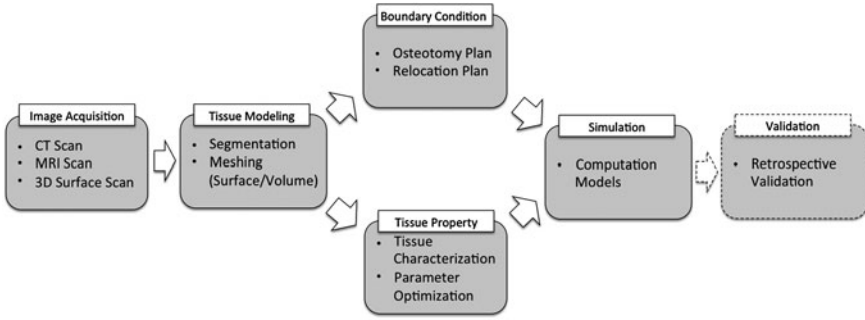 Image Acquisition
• CT Scan
• MRI Scan
• 3D Surface Scan
Tissue Modeling
• Segmentation
• Meshing
(Surface/Volume)
Boundary Condition
• Osteotomy Plan
• Relocation Plan
Tissue Property
• Tissue
Characterization
• Parameter
Optimization
Simulation
• Computation
Models
Validation
• Retrospective
Validation